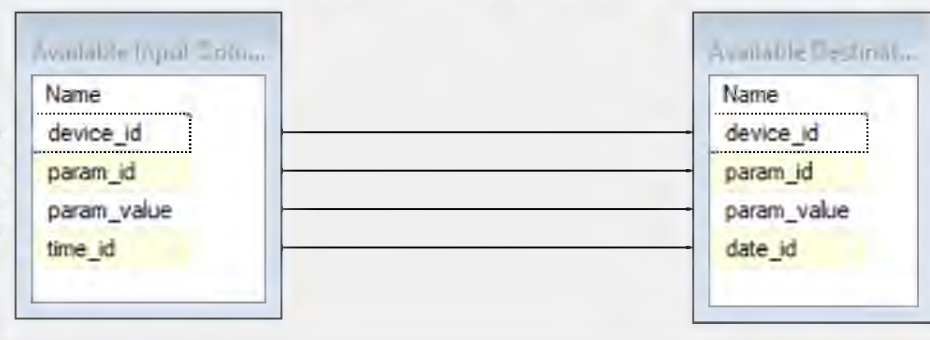 Available Input Colu...
Name
device_id
param_id
param_value
time_id
Available Destinat...
Name
device_id
param_id
param_value
date_id